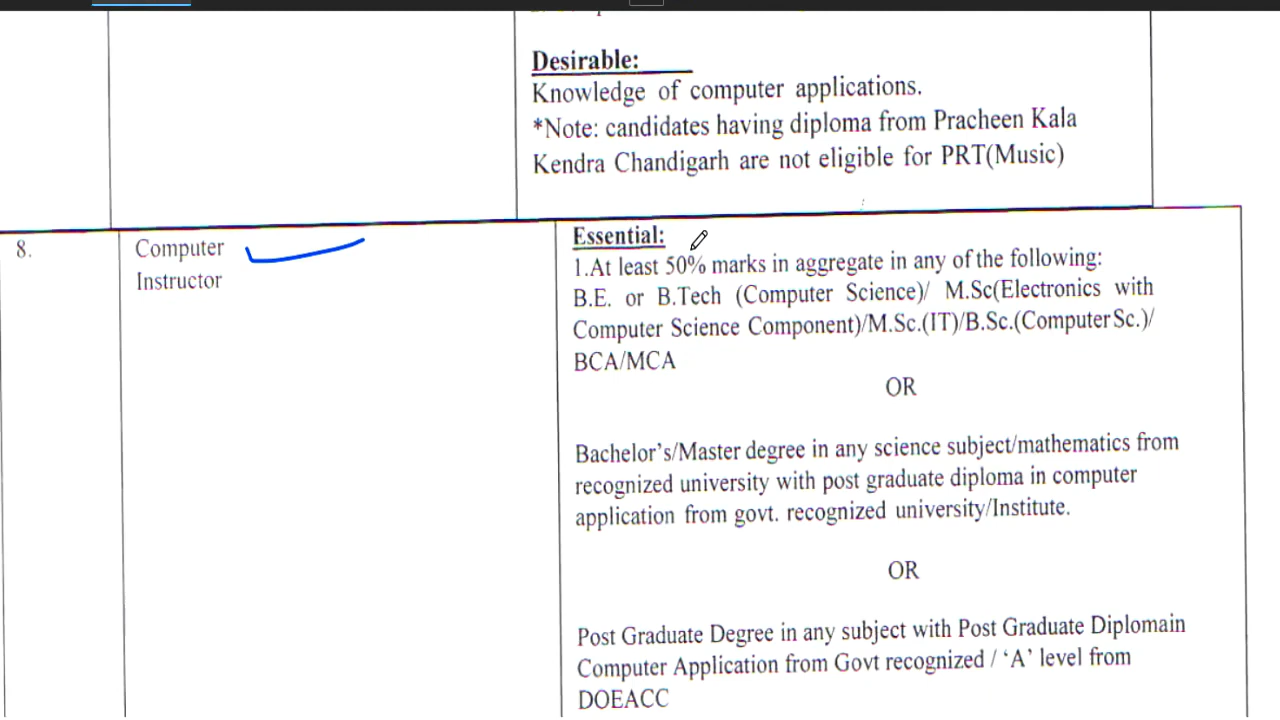 Desirable:
Knowledge of computer applications.
*Note: candidates having diploma from Pracheen Kala
Kendra Chandigarh are not eligible for PRT(Music)
8.
Computer
Instructor
Essential:
1.At least 50% marks in aggregate in any of the following:
B.E. or B.Tech (Computer Science)/ M.Sc(Electronics with
Computer Science Component)/M.Sc.(IT)/B.Sc.(Computer Sc.)/
BCA/MCA
OR
Bachelor's/Master degree in any science subject/mathematics from
recognized university with post graduate diploma in computer
application from govt. recognized university/Institute.
OR
Post Graduate Degree in any subject with Post Graduate Diplomain
Computer Application from Govt recognized / 'A' level from
DOEACC